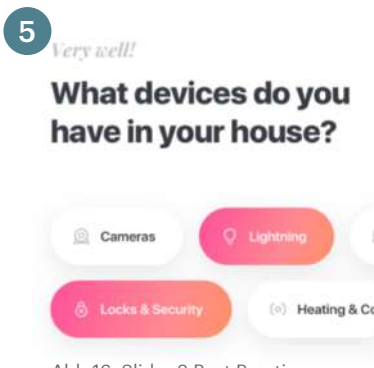 5
Very well!
What devices do you
have in your house?
Cameras
Lightning
Locks & Security
Heating & Co